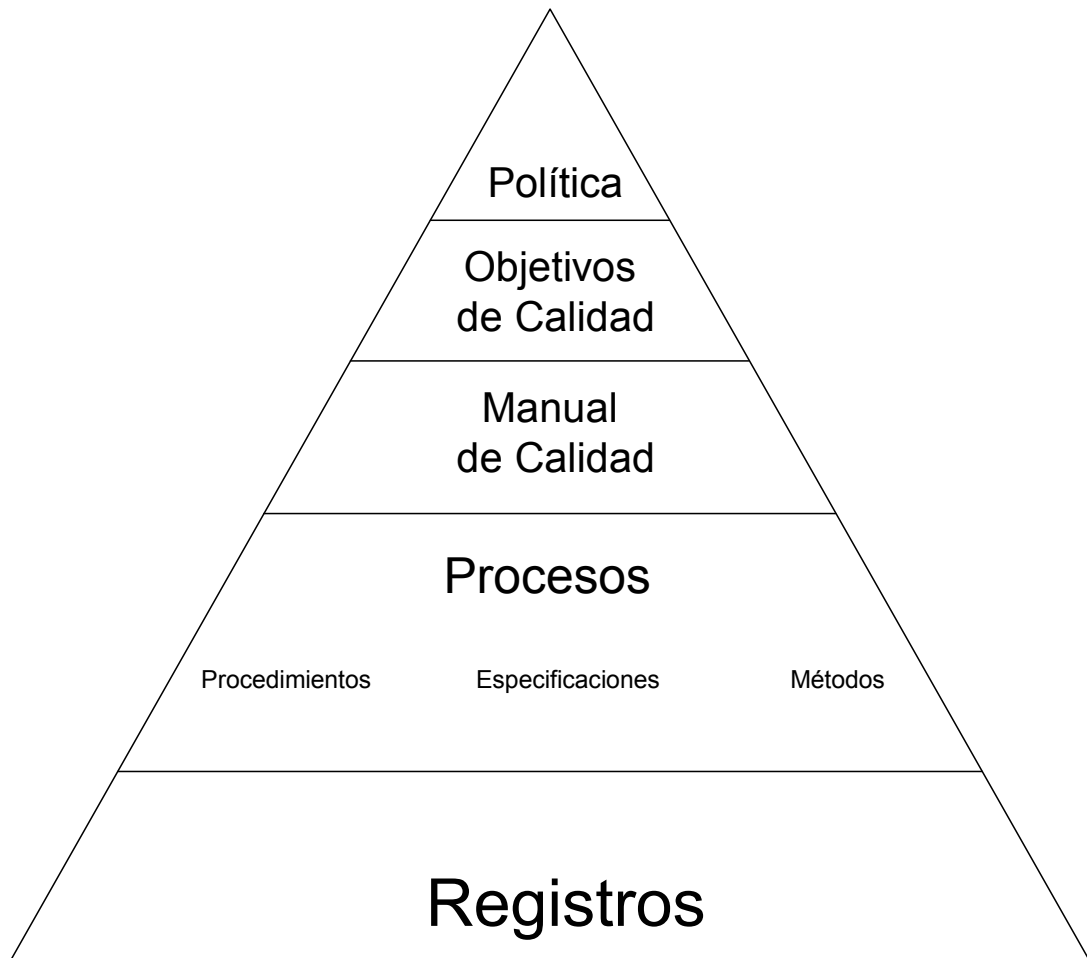 Política
Objetivos
de Calidad
Manual
de Calidad
Procesos
Procedimientos Especificaciones Métodos
Registros